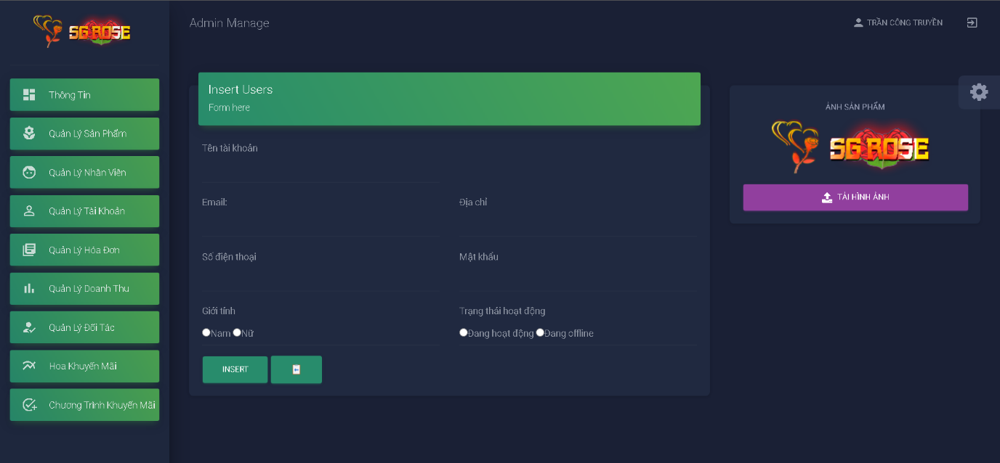 SG ROSE
Admin Manage
TRẦN CÔNG TRUYỀN
Thông Tin
Quản Lý Sản Phẩm
Quản Lý Nhân Viên
Quản Lý Tài Khoản
Quản Lý Hóa Đơn
Quản Lý Doanh Thu
Quản Lý Đối Tác
Hoa Khuyến Mãi
Chương Trình Khuyến Mãi
Insert Users
Form here
Tên tài khoản
Email:
Địa chỉ
Số điện thoại
Mật khẩu
Giới tính
Trạng thái hoạt động
Nam Nữ
Đang hoạt động Đang offline
INSERT
ẢNH SẢN PHẨM
SG ROSE
TẢI HÌNH ẢNH